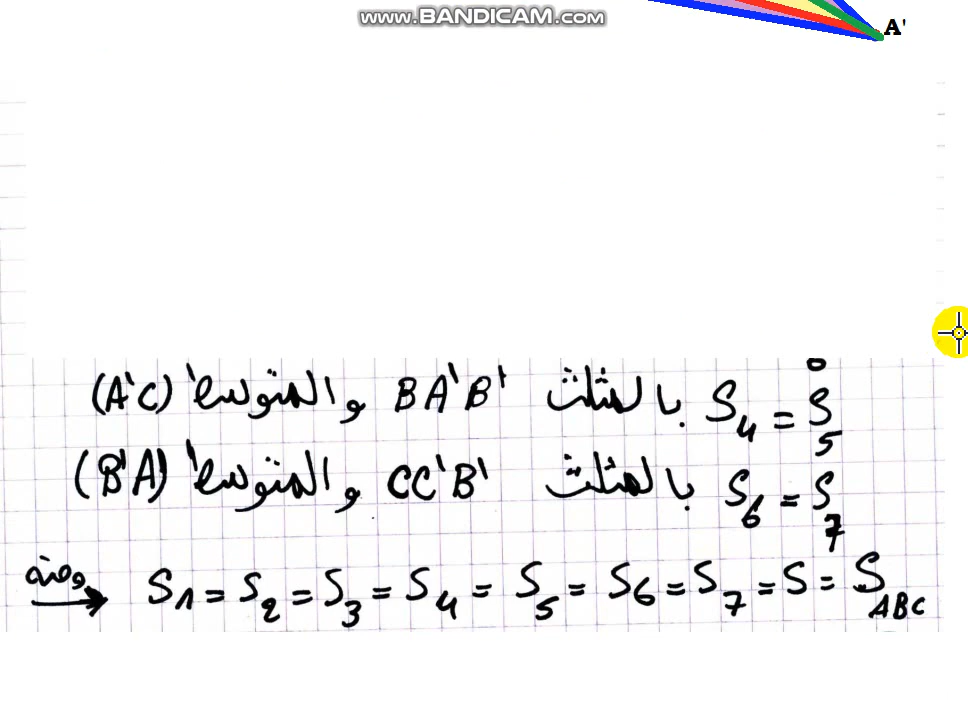 www.BANDICAM.com
A'
S₄ = S₅ بالمثلث BA'B' والمتوسط (A'C)
S₆ = S₇ بالمثلث CC'B' والمتوسط (B'A)
ومنه → S₁ = S₂ = S₃ = S₄ = S₅ = S₆ = S₇ = S = S_ABC